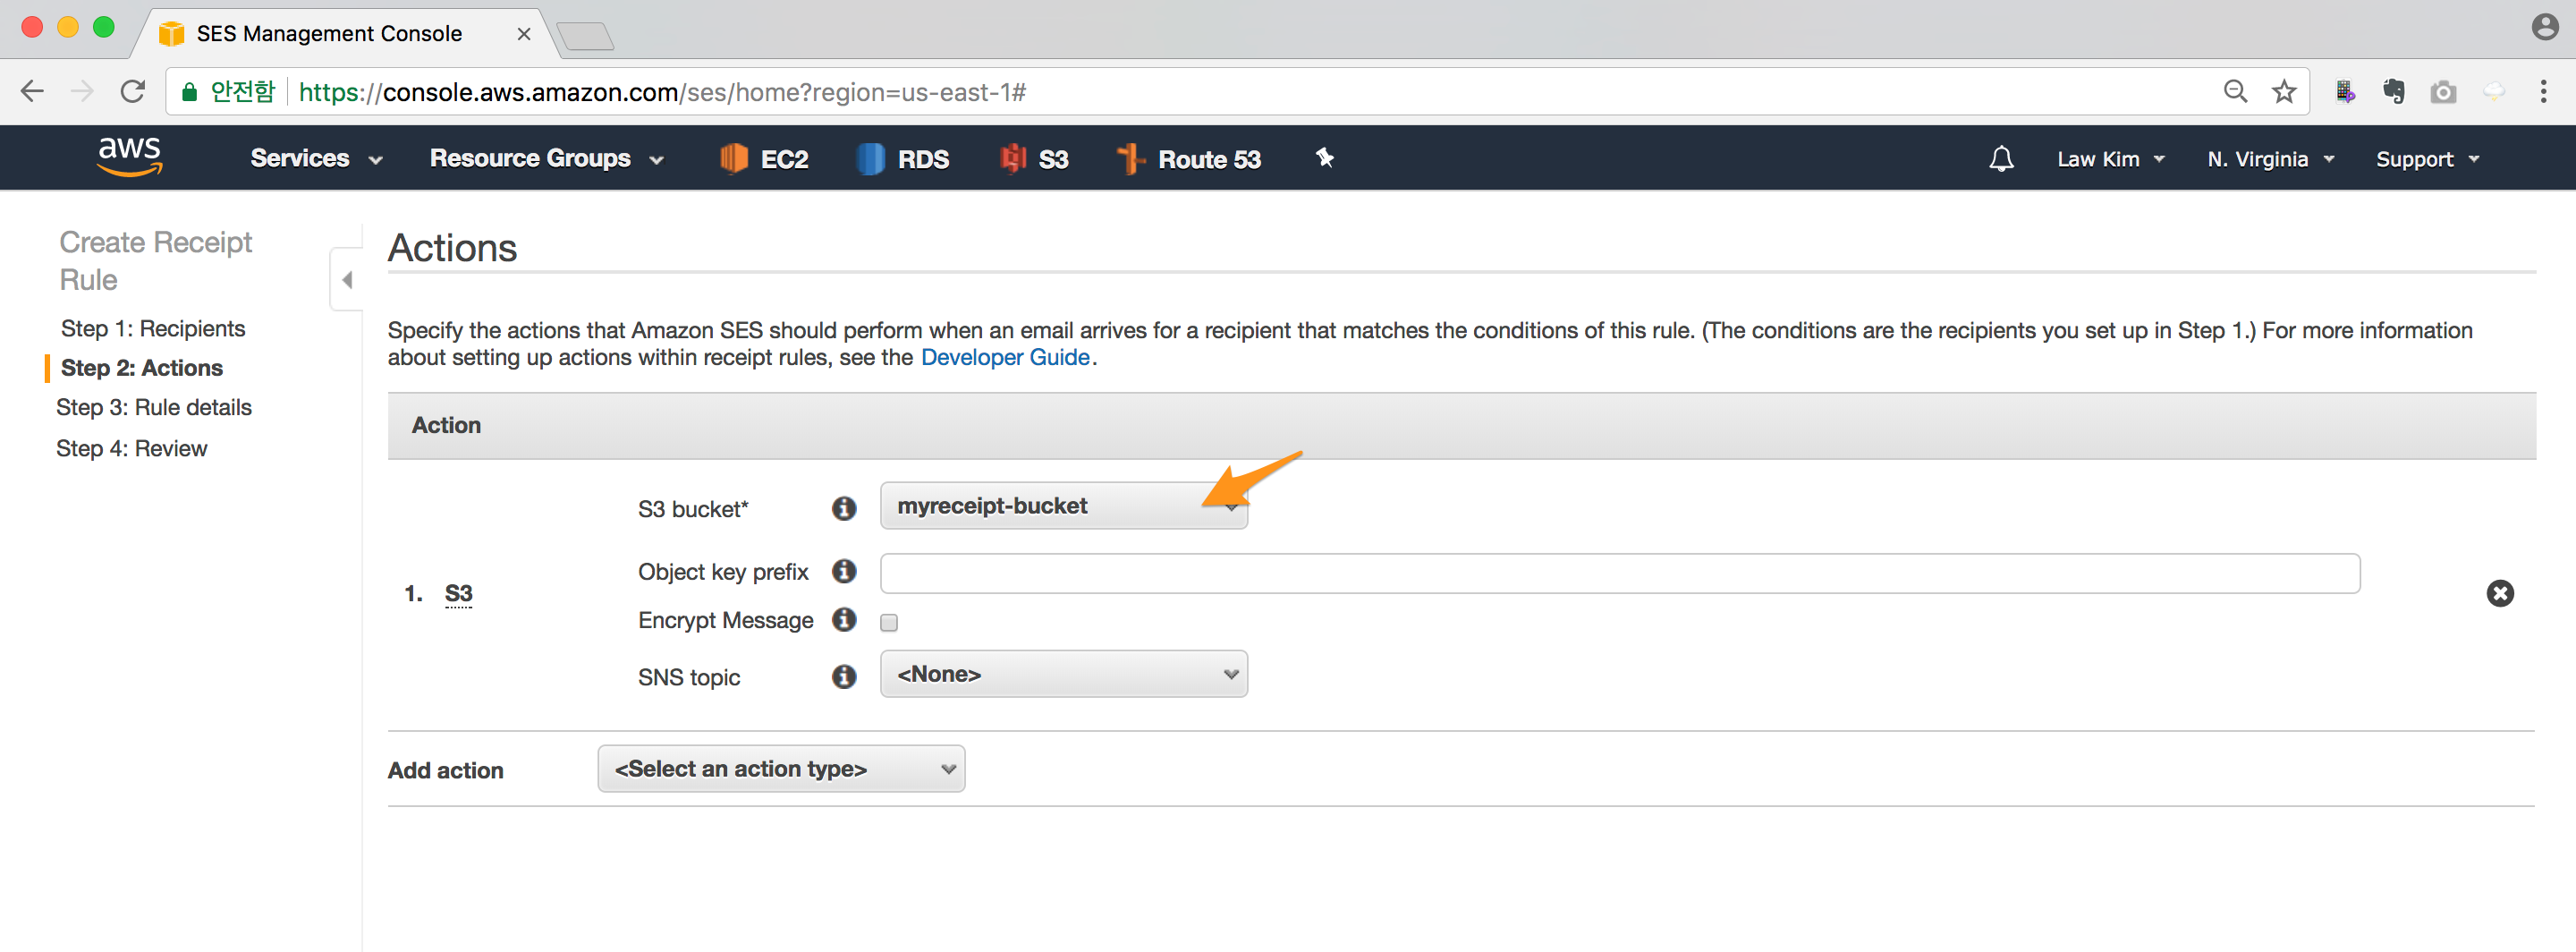 SES Management Console
안전함 https://console.aws.amazon.com/ses/home?region=us-east-1#
aws Services Resource Groups EC2 RDS S3 Route 53 Law Kim N. Virginia Support
Create Receipt
Rule
Step 1: Recipients
Step 2: Actions
Step 3: Rule details
Step 4: Review
Actions
Specify the actions that Amazon SES should perform when an email arrives for a recipient that matches the conditions of this rule. (The conditions are the recipients you set up in Step 1.) For more information
about setting up actions within receipt rules, see the Developer Guide.
Action
1. S3
S3 bucket* myreceipt-bucket
Object key prefix
Encrypt Message
SNS topic <None>
Add action <Select an action type>